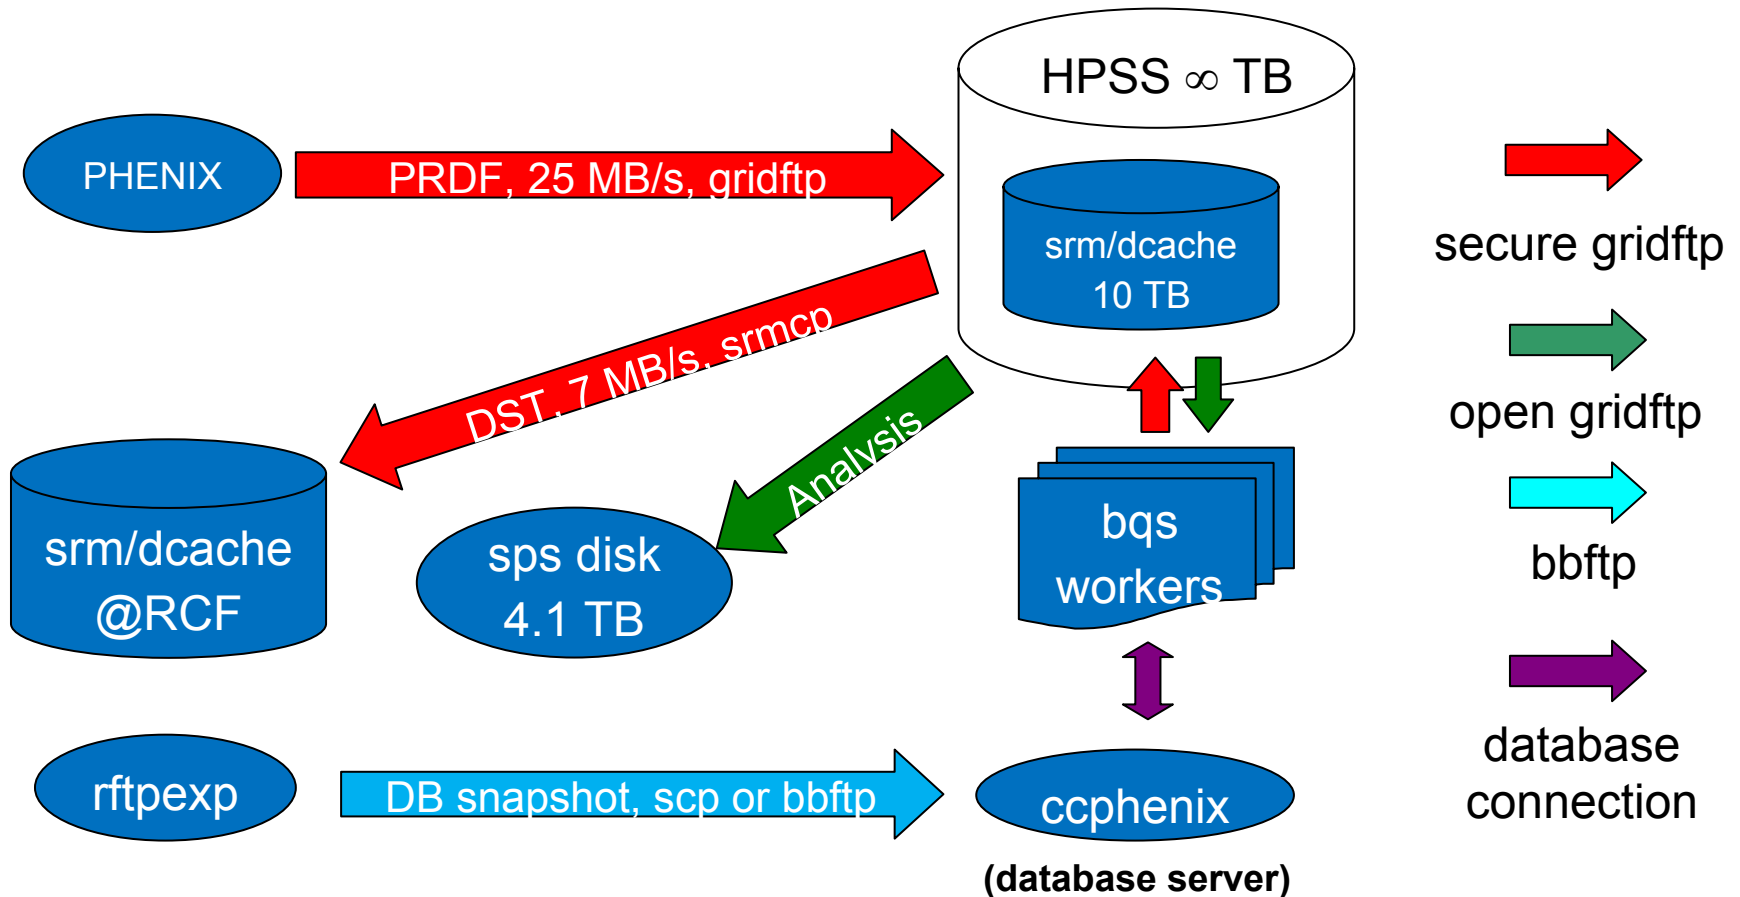 HPSS ∞ TB
PHENIX
PRDF, 25 MB/s, gridftp
srm/dcache
10 TB
secure gridftp
DST, 7 MB/s, srmcp
open gridftp
Analysis
srm/dcache
@RCF
sps disk
4.1 TB
bqs
workers
bbftp
rftpexp
DB snapshot, scp or bbftp
ccphenix
(database server)
database
connection